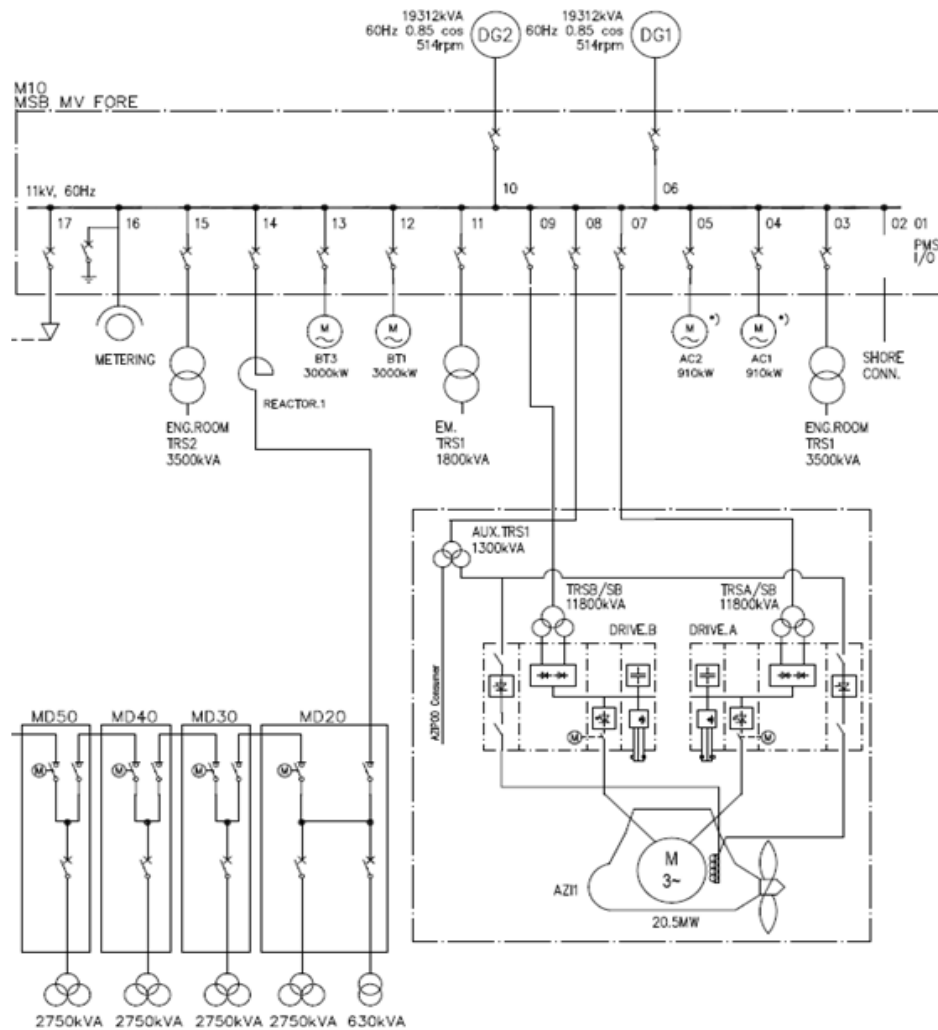 19312kVA
60Hz 0.85 cos
514rpm
DG2
19312kVA
60Hz 0.85 cos
514rpm
DG1
M10
MSB MV FORE
11kV, 60Hz
10
06
17
16
15
14
13
12
11
09
08
07
05
04
03
02
01
PMS
I/O
METERING
ENG.ROOM
TRS2
3500kVA
REACTOR.1
M
BT3
3000kW
M
BT1
3000kW
EM.
TRS1
1800kVA
M
*)
AC2
910kW
M
*)
AC1
910kW
ENG.ROOM
TRS1
3500kVA
SHORE
CONN.
AUX.TRS1
1300kVA
TRSB/SB
11800kVA
TRSA/SB
11800kVA
DRIVE.B
DRIVE.A
AZIPOD Consumer
M
M
M
3~
AZI1
20.5MW
MD50
MD40
MD30
MD20
M
M
M
M
2750kVA
2750kVA
2750kVA
2750kVA
630kVA